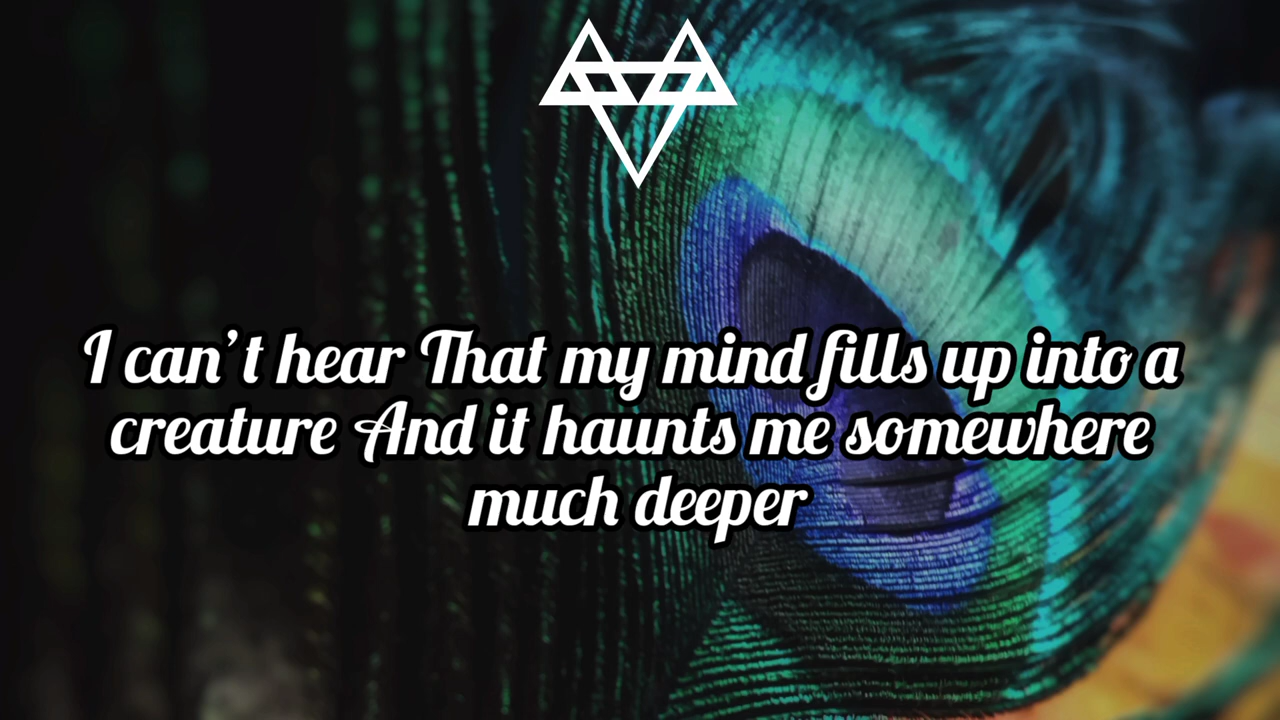 I can’t hear That my mind fills up into a
creature And it haunts me somewhere
much deeper